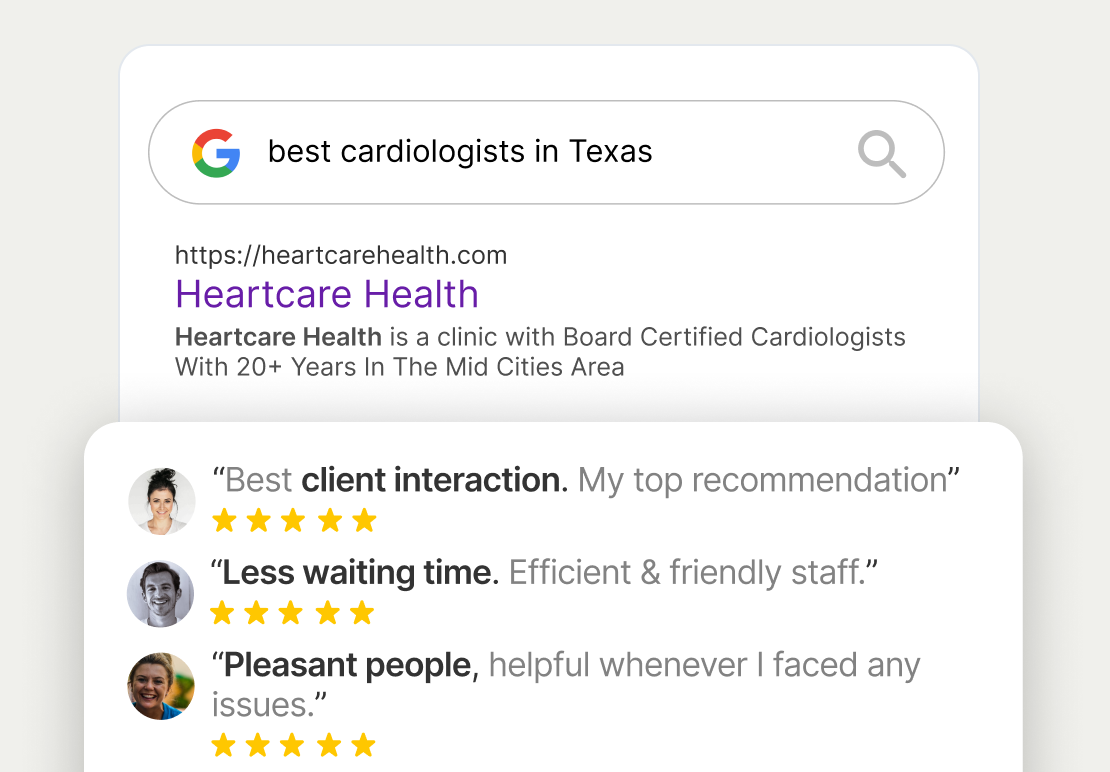 best cardiologists in Texas
https://heartcarehealth.com
Heartcare Health
Heartcare Health is a clinic with Board Certified Cardiologists
With 20+ Years In The Mid Cities Area
“Best client interaction. My top recommendation”
“Less waiting time. Efficient & friendly staff.”
“Pleasant people, helpful whenever I faced any
issues.”